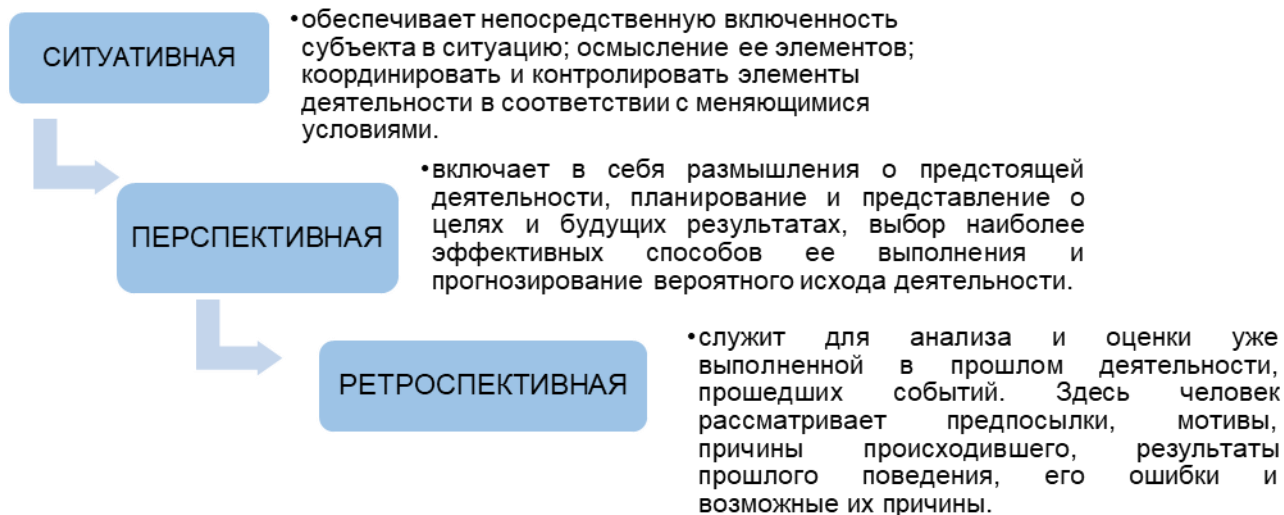 СИТУАТИВНАЯ
•обеспечивает непосредственную включенность
субъекта в ситуацию; осмысление ее элементов;
координировать и контролировать элементы
деятельности в соответствии с меняющимися
условиями.
ПЕРСПЕКТИВНАЯ
•включает в себя размышления о предстоящей
деятельности, планирование и представление о
целях и будущих результатах, выбор наиболее
эффективных способов ее выполнения и
прогнозирование вероятного исхода деятельности.
РЕТРОСПЕКТИВНАЯ
•служит для анализа и оценки уже
выполненной в прошлом деятельности,
прошедших событий. Здесь человек
рассматривает предпосылки, мотивы,
причины происходившего, результаты
прошлого поведения, его ошибки и
возможные их причины.